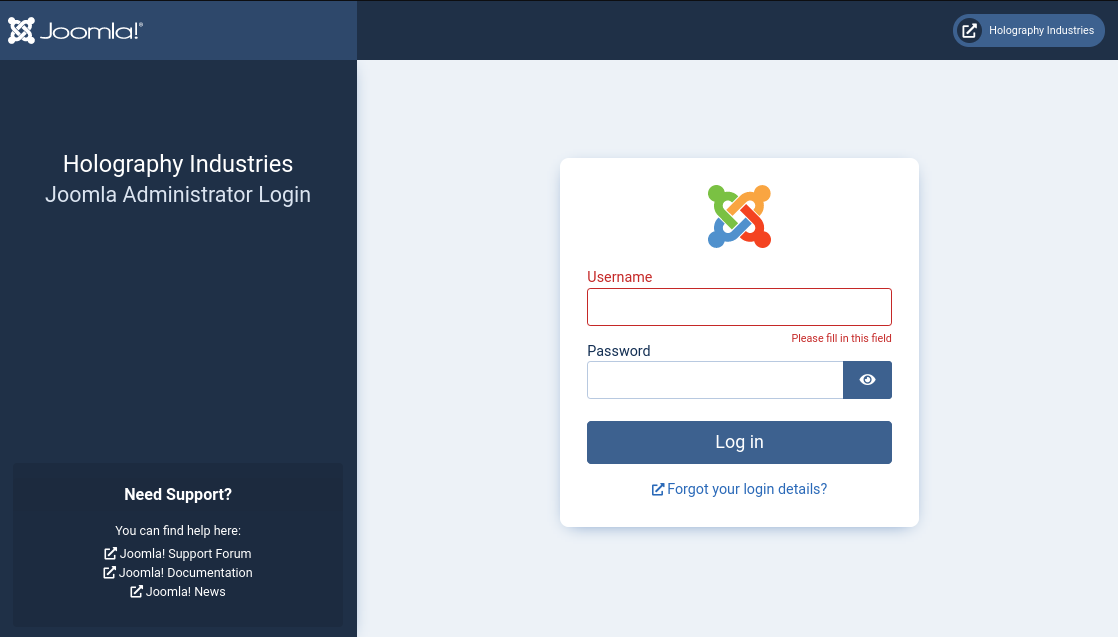 Joomla!®
Holography Industries
Holography Industries
Joomla Administrator Login
Username
Please fill in this field
Password
Log in
Forgot your login details?
Need Support?
You can find help here:
Joomla! Support Forum
Joomla! Documentation
Joomla! News